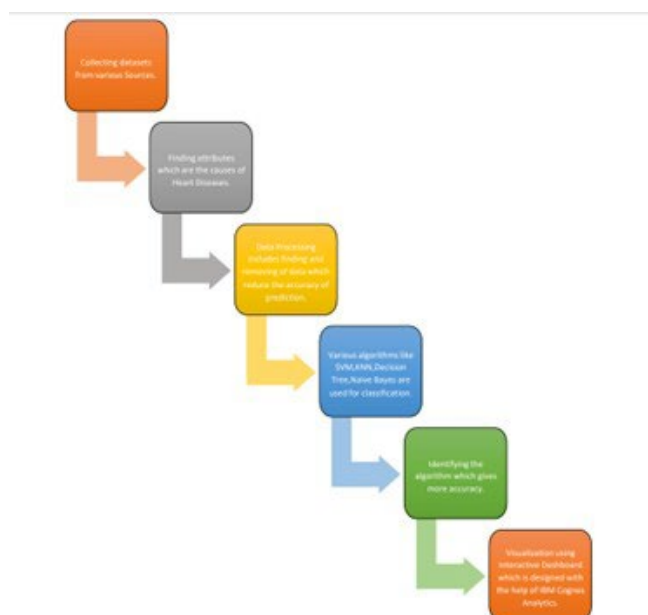 Collecting datasets
from various Sources.
Finding attributes
which are the causes of
Heart Diseases.
Data Processing
includes finding and
removing of data which
reduce the accuracy of
prediction.
Various algorithms like
SVM,KNN,Decision
Tree,Naive Bayes are
used for classification.
Identifying the
algorithm which gives
more accuracy.
Visualization using
Interactive Dashboard
which is designed with
the help of IBM Cognos
Analytics.